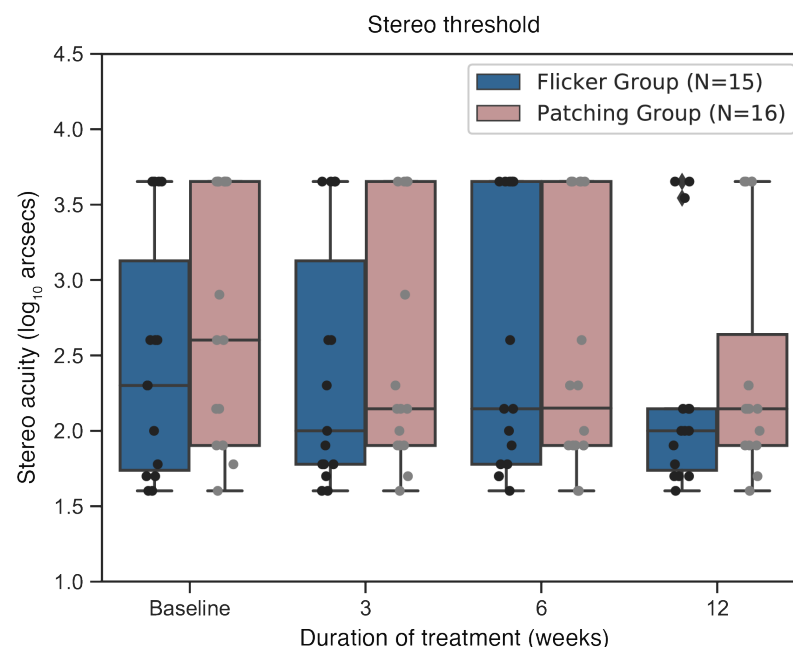 Stereo threshold
Flicker Group (N=15)
Patching Group (N=16)
Stereo acuity (log₁₀ arcsecs)
4.5
4.0
3.5
3.0
2.5
2.0
1.5
1.0
Baseline 3 6 12
Duration of treatment (weeks)